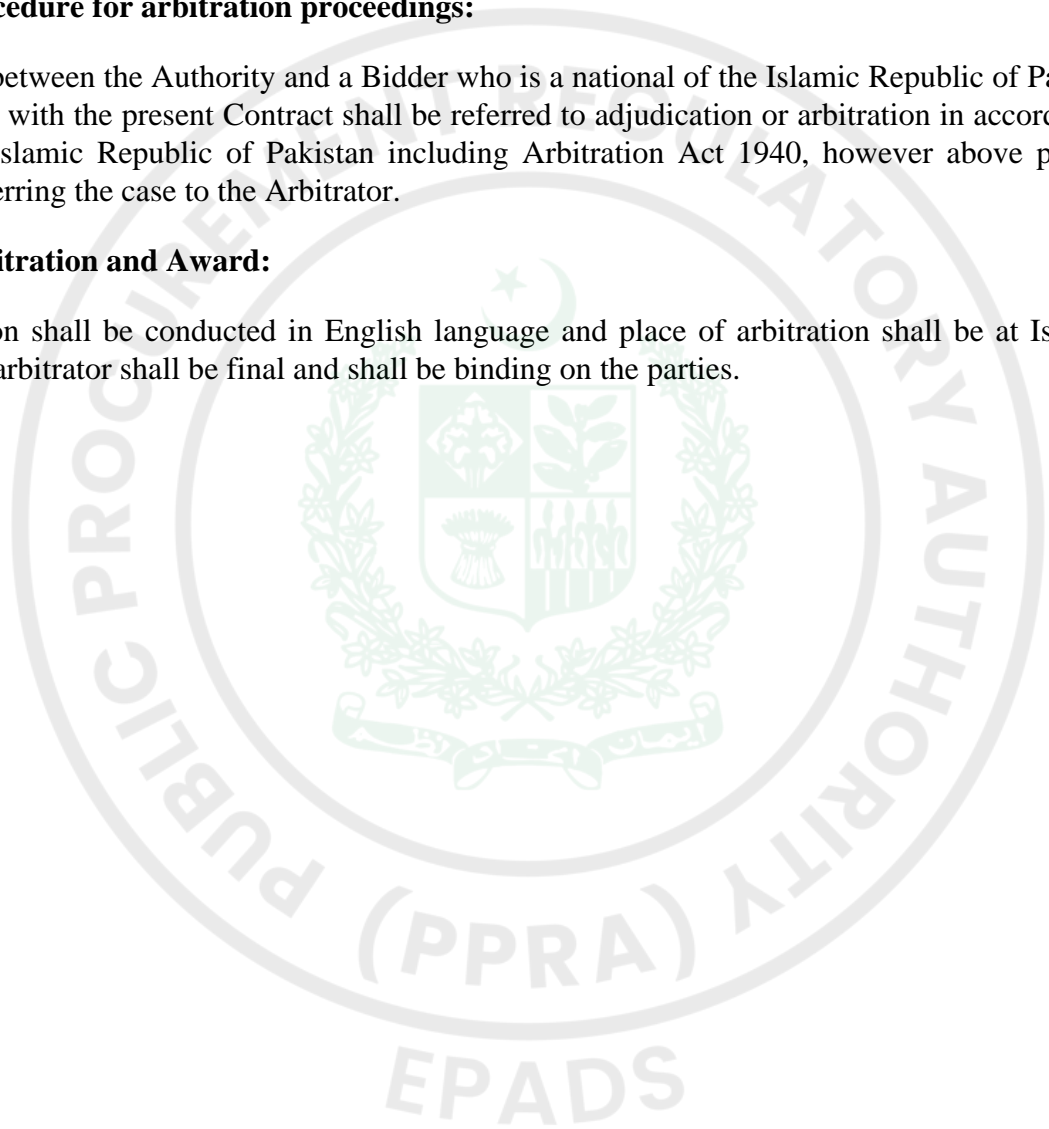 cedure for arbitration proceedings:
between the Authority and a Bidder who is a national of the Islamic Republic of Pa
with the present Contract shall be referred to adjudication or arbitration in accord
slamic Republic of Pakistan including Arbitration Act 1940, however above p
erring the case to the Arbitrator.
itration and Award:
on shall be conducted in English language and place of arbitration shall be at Is
arbitrator shall be final and shall be binding on the parties.
PUBLIC PROCUREMENT REGULATORY AUTHORITY
(PPRA)
EPADS